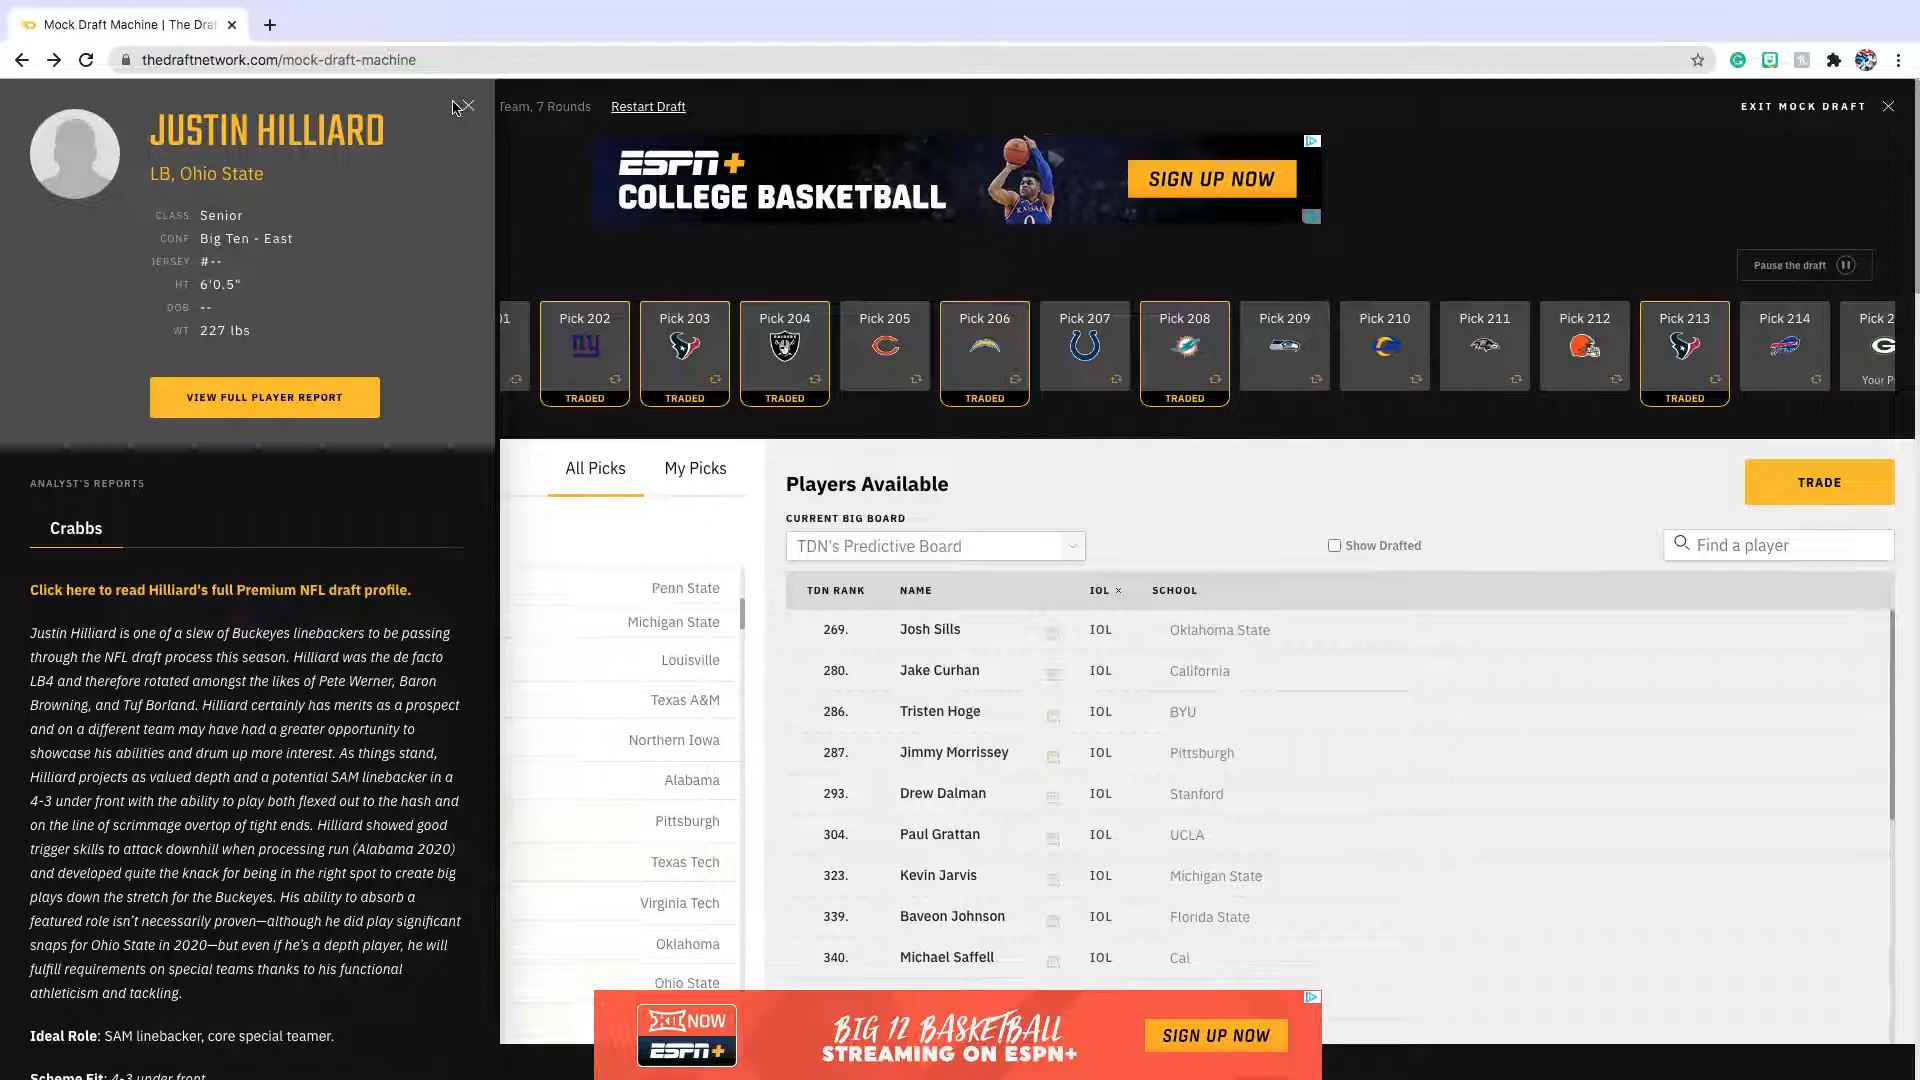 Mock Draft Machine | The Draf
thedraftnetwork.com/mock-draft-machine
JUSTIN HILLIARD
LB, Ohio State
CLASS Senior
CONF Big Ten - East
JERSEY #--
HT 6'0.5"
DOB --
WT 227 lbs
VIEW FULL PLAYER REPORT
ANALYST'S REPORTS
Crabbs
Click here to read Hilliard's full Premium NFL draft profile.
Justin Hilliard is one of a slew of Buckeyes linebackers to be passing
through the NFL draft process this season. Hilliard was the de facto
LB4 and therefore rotated amongst the likes of Pete Werner, Baron
Browning, and Tuf Borland. Hilliard certainly has merits as a prospect
and on a different team may have had a greater opportunity to
showcase his abilities and drum up more interest. As things stand,
Hilliard projects as valued depth and a potential SAM linebacker in a
4-3 under front with the ability to play both flexed out to the hash and
on the line of scrimmage overtop of tight ends. Hilliard showed good
trigger skills to attack downhill when processing run (Alabama 2020)
and developed quite the knack for being in the right spot to create big
plays down the stretch for the Buckeyes. His ability to absorb a
featured role isn't necessarily proven—although he did play significant
snaps for Ohio State in 2020—but even if he's a depth player, he will
fulfill requirements on special teams thanks to his functional
athleticism and tackling.
Ideal Role: SAM linebacker, core special teamer.
Scheme Fit: 4-3 under front
Team, 7 Rounds Restart Draft
EXIT MOCK DRAFT
ESPN+
COLLEGE BASKETBALL
KANSAS
0
SIGN UP NOW
Pause the draft
01
Pick 202
ny
TRADED
Pick 203
TRADED
Pick 204
RAIDERS
TRADED
Pick 205
Pick 206
TRADED
Pick 207
Pick 208
TRADED
Pick 209
Pick 210
Pick 211
Pick 212
Pick 213
TRADED
Pick 214
Pick 2
G
Your P
All Picks My Picks
Penn State
Michigan State
Louisville
Texas A&M
Northern Iowa
Alabama
Pittsburgh
Texas Tech
Virginia Tech
Oklahoma
Ohio State
Players Available
TRADE
CURRENT BIG BOARD
TDN's Predictive Board
Show Drafted
Find a player
TDN RANK NAME IOL × SCHOOL
269. Josh Sills IOL Oklahoma State
280. Jake Curhan IOL California
286. Tristen Hoge IOL BYU
287. Jimmy Morrissey IOL Pittsburgh
293. Drew Dalman IOL Stanford
304. Paul Grattan IOL UCLA
323. Kevin Jarvis IOL Michigan State
339. Baveon Johnson IOL Florida State
340. Michael Saffell IOL Cal
XII NOW
ESPN+
BIG 12 BASKETBALL
STREAMING ON ESPN+
SIGN UP NOW